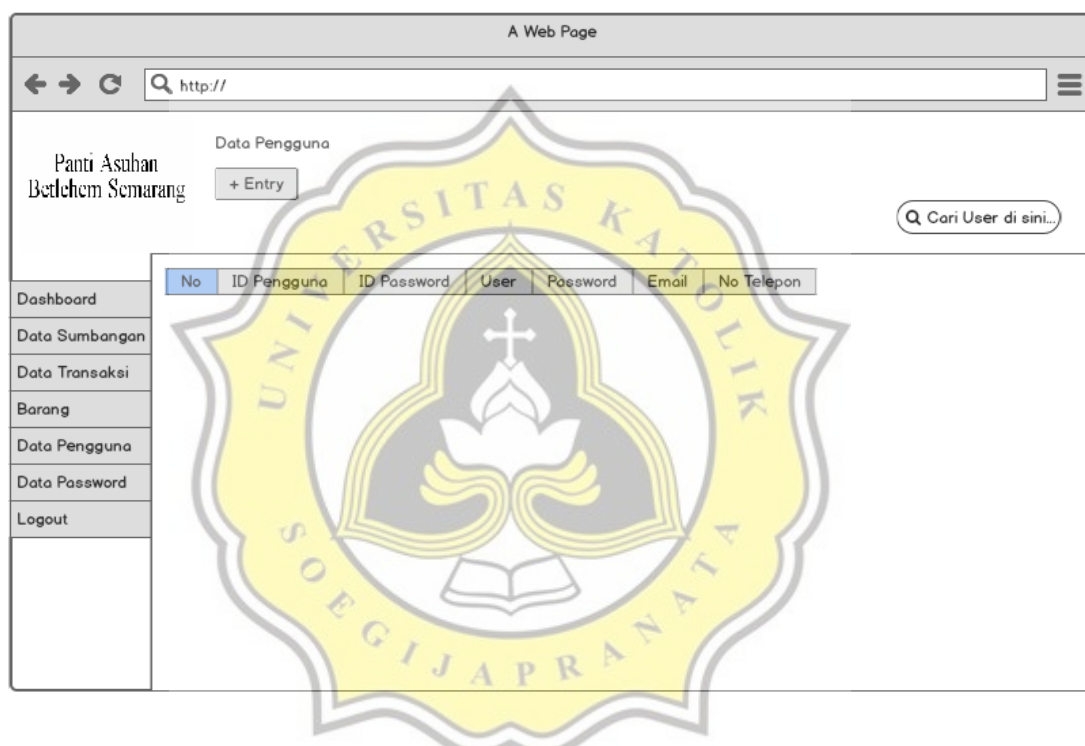 A Web Page
http://
Panti Asuhan
Betlehem Semarang
Data Pengguna
+ Entry
Cari User di sini...
No ID Pengguna ID Password User Password Email No Telepon
Dashboard
Data Sumbangan
Data Transaksi
Barang
Data Pengguna
Data Password
Logout
UNIVERSITAS KATOLIK
SOEGIJAPRANATA